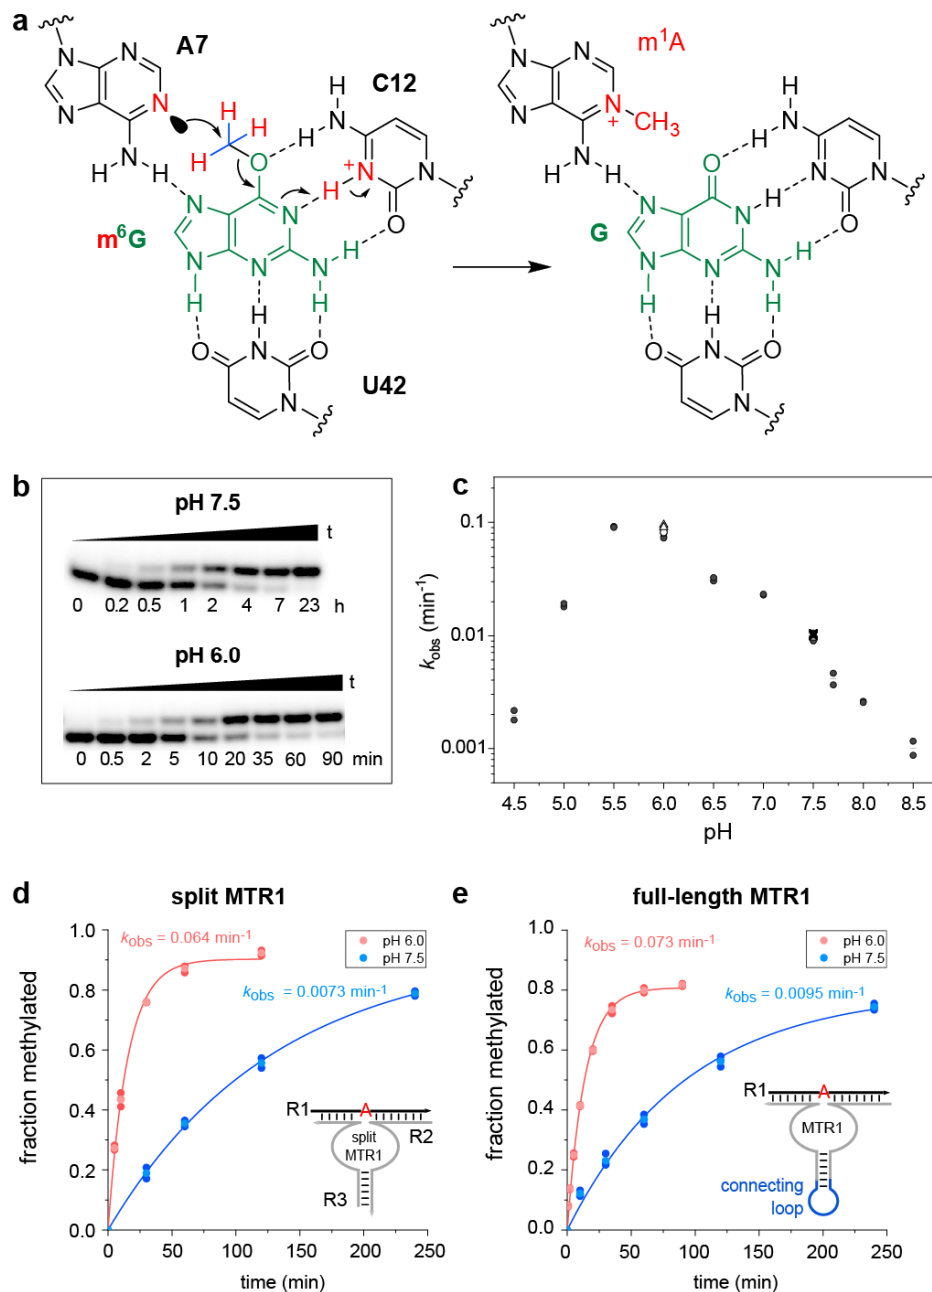 a
A7
C12
m¹A
m⁶G
G
U42
N
N
N
N
N
H
H
H
H
H
O
H
H
N
N
H
N
+
N
O
N
N
N
N
H
H
N
H
H
O
O
N
N
N
N
N
N
N
+
CH3
N
H
H
O
H
H
N
N
N
O
N
NH
N
N
H
N
H
H
H
O
N
O
N
b
pH 7.5
t
0 0.2 0.5 1 2 4 7 23 h
pH 6.0
t
0 0.5 2 5 10 20 35 60 90 min
c
kobs (min⁻¹)
0.1
0.01
0.001
4.5 5.0 5.5 6.0 6.5 7.0 7.5 8.0 8.5
pH
d
split MTR1
kobs = 0.064 min⁻¹
pH 6.0
pH 7.5
kobs = 0.0073 min⁻¹
fraction methylated
1.0
0.8
0.6
0.4
0.2
0.0
0 50 100 150 200 250
time (min)
R1
A
R2
split
MTR1
R3
e
full-length MTR1
kobs = 0.073 min⁻¹
pH 6.0
pH 7.5
kobs = 0.0095 min⁻¹
fraction methylated
1.0
0.8
0.6
0.4
0.2
0.0
0 50 100 150 200 250
time (min)
R1
A
MTR1
connecting
loop